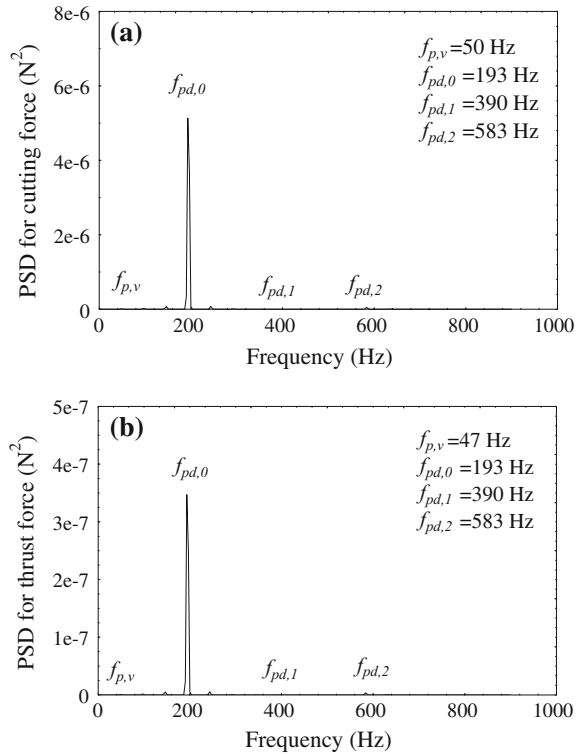 (a)
8e-6
6e-6
4e-6
2e-6
0
PSD for cutting force (N²)
f_{pd,0}
f_{p,v}=50 Hz
f_{pd,0}=193 Hz
f_{pd,1}=390 Hz
f_{pd,2}=583 Hz
f_{p,v}
f_{pd,1}
f_{pd,2}
0 200 400 600 800 1000
Frequency (Hz)
(b)
5e-7
4e-7
3e-7
2e-7
1e-7
0
PSD for thrust force (N²)
f_{pd,0}
f_{p,v}=47 Hz
f_{pd,0}=193 Hz
f_{pd,1}=390 Hz
f_{pd,2}=583 Hz
f_{p,v}
f_{pd,1}
f_{pd,2}
0 200 400 600 800 1000
Frequency (Hz)